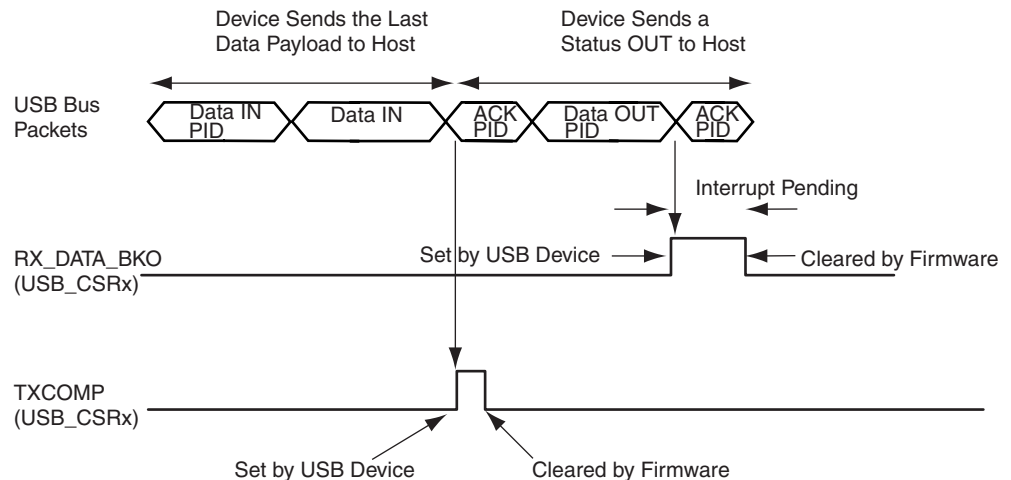 Device Sends the Last
Data Payload to Host
Device Sends a
Status OUT to Host
USB Bus
Packets
Data IN
PID
Data IN
ACK
PID
Data OUT
PID
ACK
PID
Interrupt Pending
RX_DATA_BKO
(USB_CSRx)
Set by USB Device
Cleared by Firmware
TXCOMP
(USB_CSRx)
Set by USB Device
Cleared by Firmware